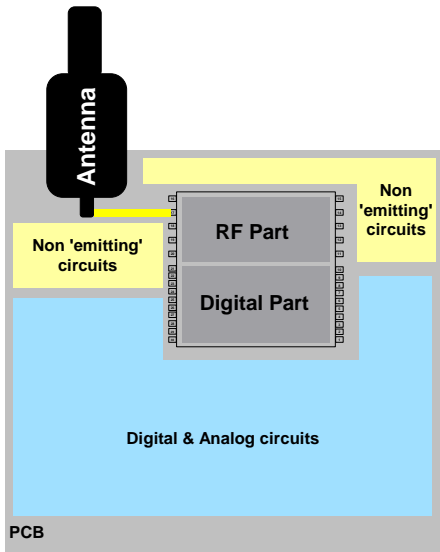 Antenna
Non
'emitting'
circuits
RF Part
Non 'emitting'
circuits
Digital Part
Digital & Analog circuits
PCB